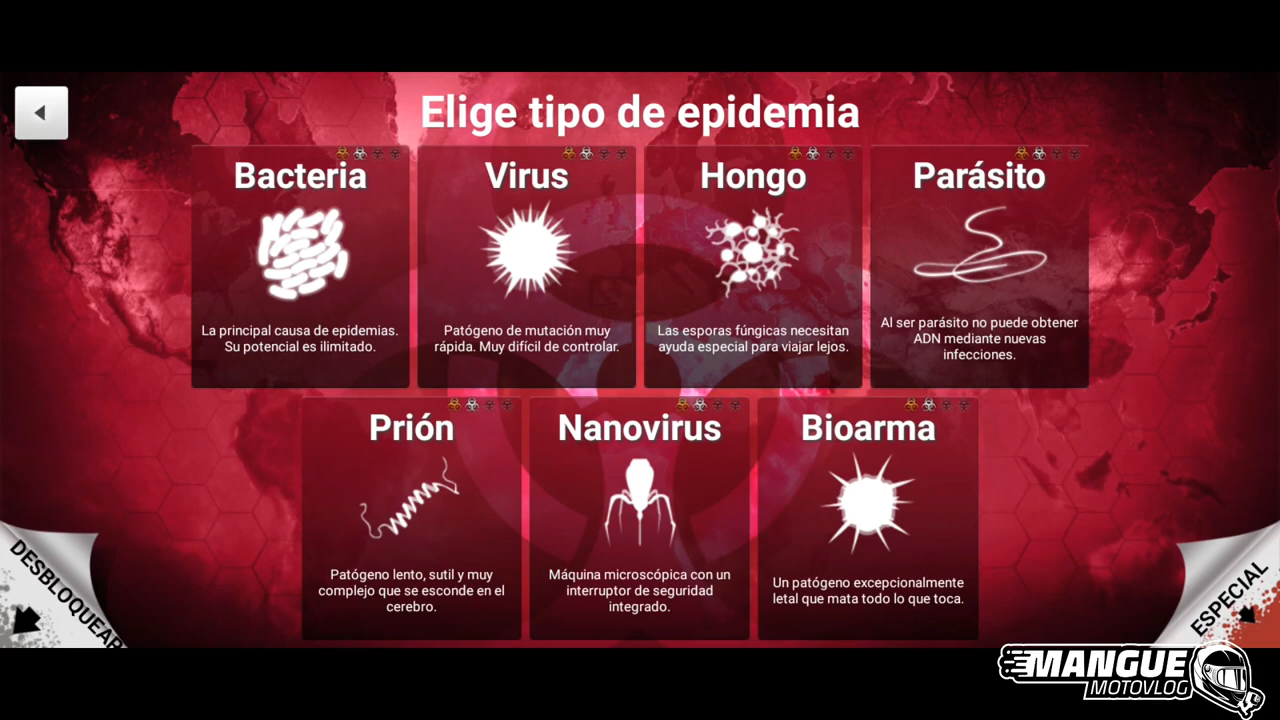 Elige tipo de epidemia
Bacteria
La principal causa de epidemias.
Su potencial es ilimitado.
Virus
Patógeno de mutación muy
rápida. Muy difícil de controlar.
Hongo
Las esporas fúngicas necesitan
ayuda especial para viajar lejos.
Parásito
Al ser parásito no puede obtener
ADN mediante nuevas
infecciones.
Prión
Patógeno lento, sutil y muy
complejo que se esconde en el
cerebro.
Nanovirus
Máquina microscópica con un
interruptor de seguridad
integrado.
Bioarma
Un patógeno excepcionalmente
letal que mata todo lo que toca.
DESBLOQUEAR
ESPECIAL
MANGUE
MOTOVLOG